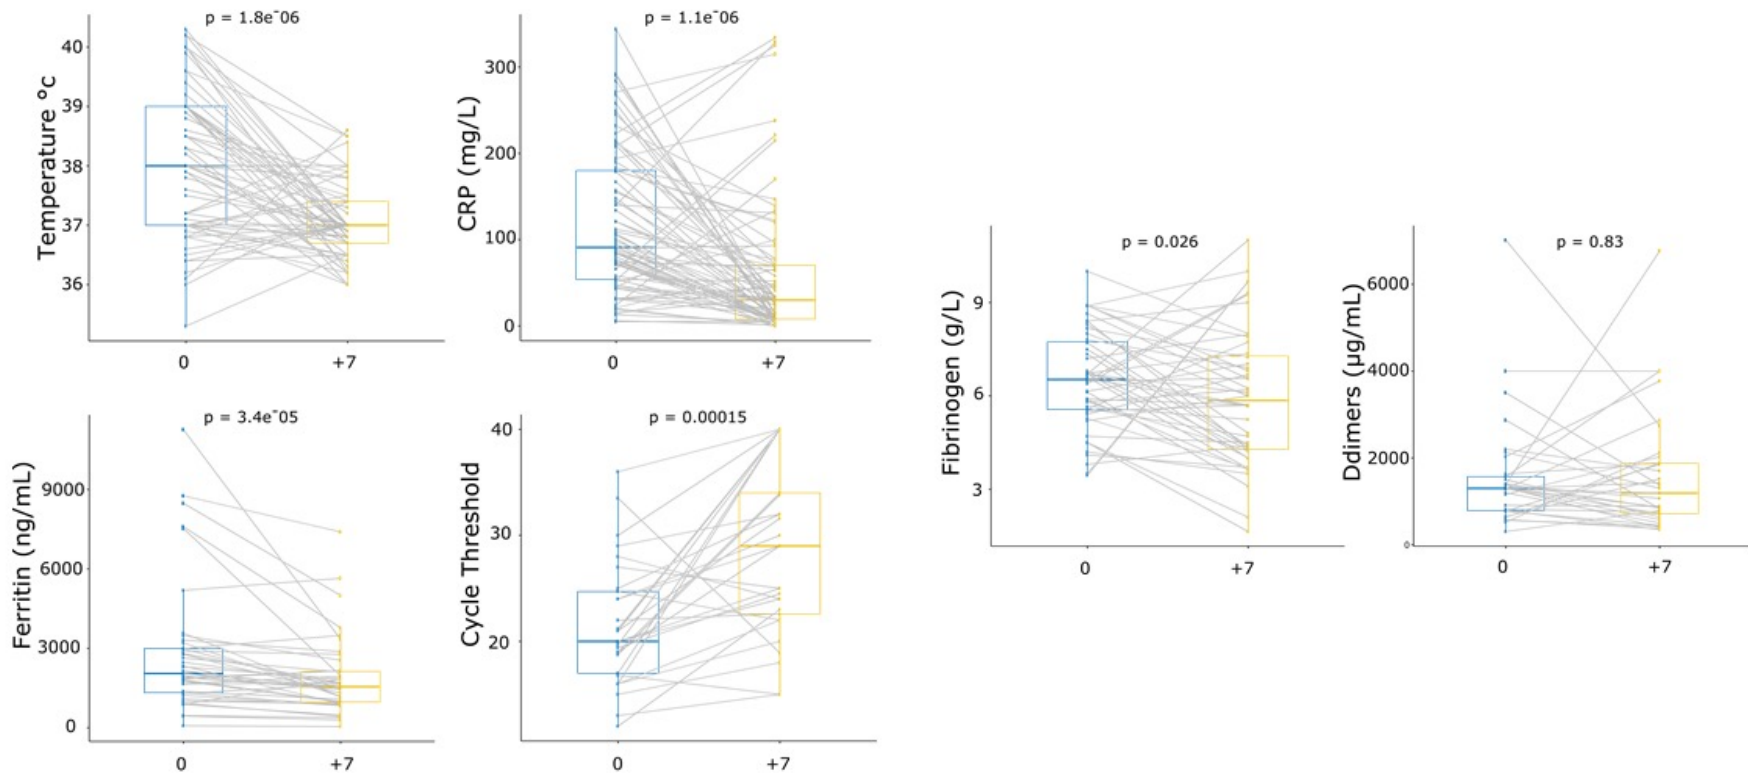 p = 1.8e-06
Temperature °c
40
39
38
37
36
0 +7
p = 1.1e-06
CRP (mg/L)
300
200
100
0
0 +7
p = 3.4e-05
Ferritin (ng/mL)
9000
6000
3000
0
0 +7
p = 0.00015
Cycle Threshold
40
30
20
0 +7
p = 0.026
Fibrinogen (g/L)
9
6
3
0 +7
p = 0.83
Ddimers (µg/mL)
6000
4000
2000
0
0 +7